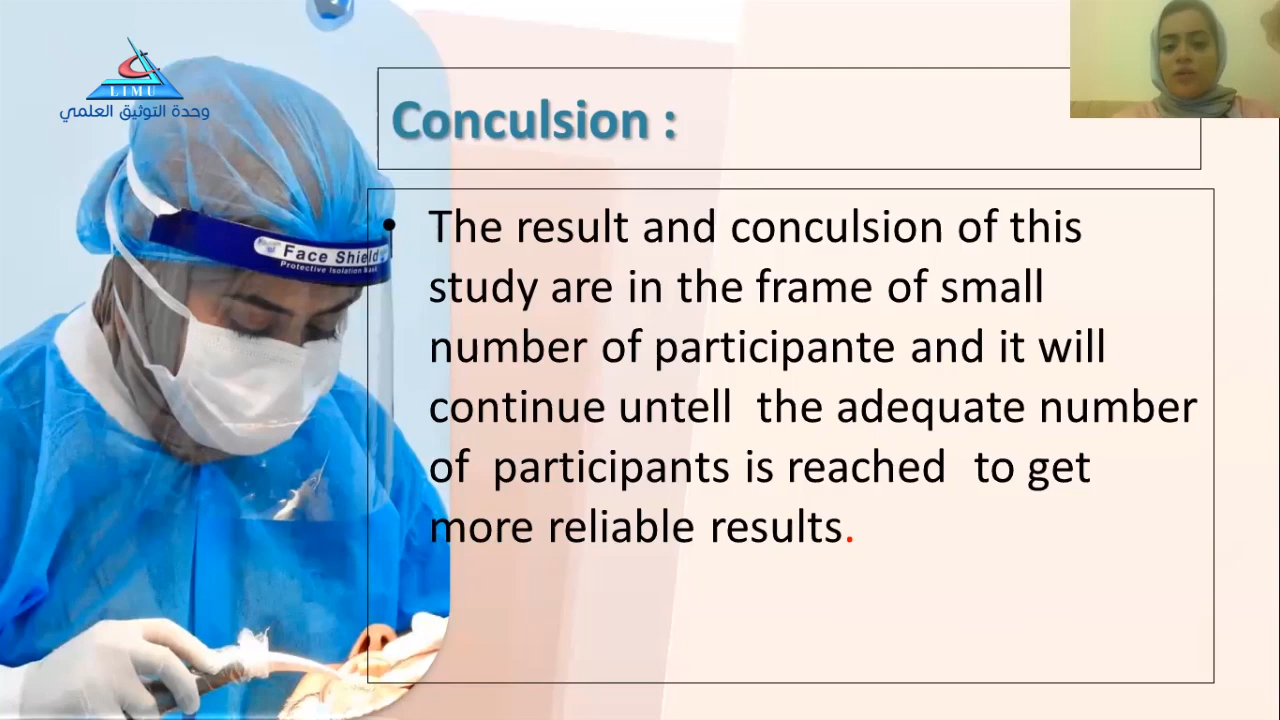 LIMU
وحدة التوثيق العلمي
Face Shield
Protective Isolation Mask
Conculsion :
• The result and conculsion of this
study are in the frame of small
number of participante and it will
continue untell the adequate number
of participants is reached to get
more reliable results.